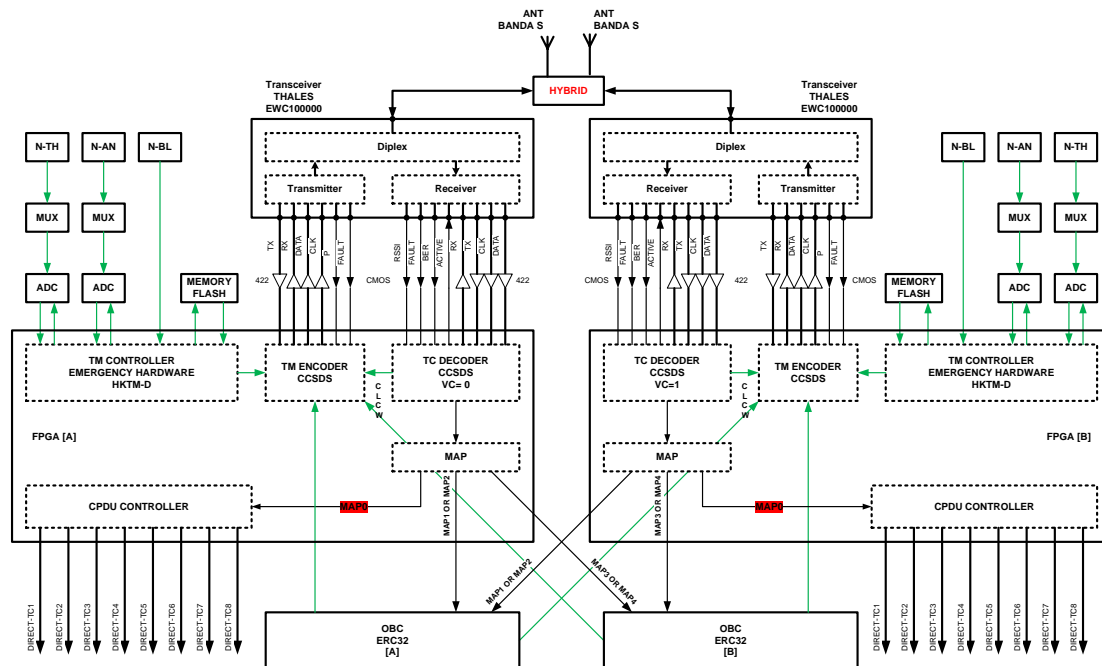 ANT
BANDA S
ANT
BANDA S
HYBRID
Transceiver
THALES
EWC100000
Transceiver
THALES
EWC100000
Diplex
Transmitter
Receiver
Diplex
Receiver
Transmitter
N-TH
N-AN
N-BL
MUX
MUX
ADC
ADC
MEMORY
FLASH
N-BL
N-AN
N-TH
MUX
MUX
MEMORY
FLASH
ADC
ADC
TX
RX
DATA
CLK
P
FAULT
422
CMOS
RSSI
FAULT
BER
ACTIVE
RX
TX
CLK
DATA
422
CMOS
RSSI
FAULT
BER
ACTIVE
RX
TX
CLK
DATA
422
TX
RX
DATA
CLK
P
FAULT
CMOS
TM CONTROLLER
EMERGENCY HARDWARE
HKTM-D
TM ENCODER
CCSDS
TC DECODER
CCSDS
VC= 0
CLCW
TC DECODER
CCSDS
VC=1
CLCW
TM ENCODER
CCSDS
TM CONTROLLER
EMERGENCY HARDWARE
HKTM-D
FPGA [A]
MAP
MAP
FPGA [B]
CPDU CONTROLLER
MAP0
MAP1 OR MAP2
MAP3 OR MAP4
MAP0
CPDU CONTROLLER
MAP1 OR MAP2
MAP3 OR MAP4
DIRECT-TC1
DIRECT-TC2
DIRECT-TC3
DIRECT-TC4
DIRECT-TC5
DIRECT-TC6
DIRECT-TC7
DIRECT-TC8
OBC
ERC32
[A]
OBC
ERC32
[B]
DIRECT-TC1
DIRECT-TC2
DIRECT-TC3
DIRECT-TC4
DIRECT-TC5
DIRECT-TC6
DIRECT-TC7
DIRECT-TC8